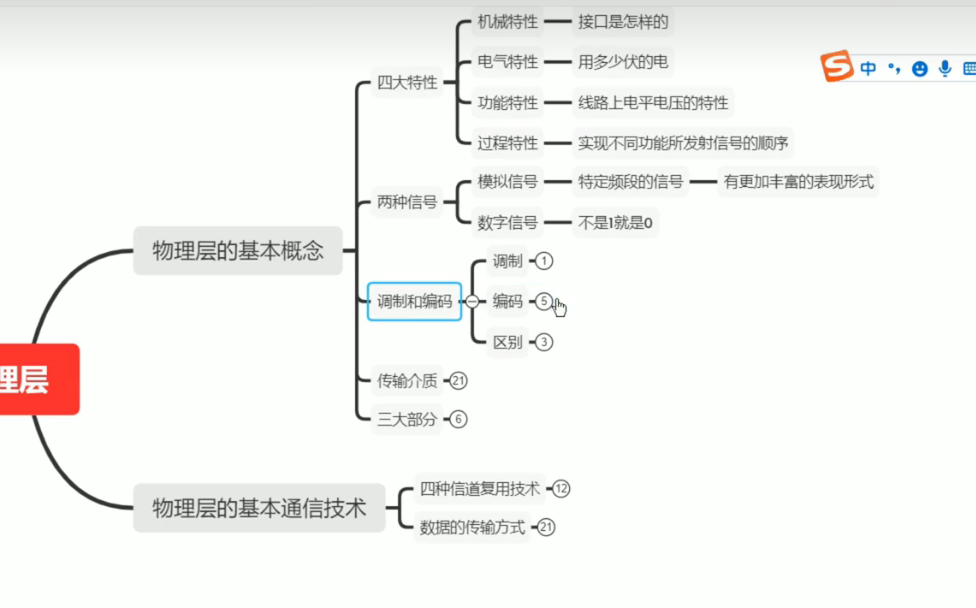 机械特性
接口是怎样的
电气特性
用多少伏的电
四大特性
功能特性
线路上电平电压的特性
过程特性
实现不同功能所发射信号的顺序
模拟信号
特定频段的信号
有更加丰富的表现形式
两种信号
数字信号
不是1就是0
物理层的基本概念
调制
1
调制和编码
编码
5
区别
3
理层
传输介质
21
三大部分
6
物理层的基本通信技术
四种信道复用技术
12
数据的传输方式
21
S
中